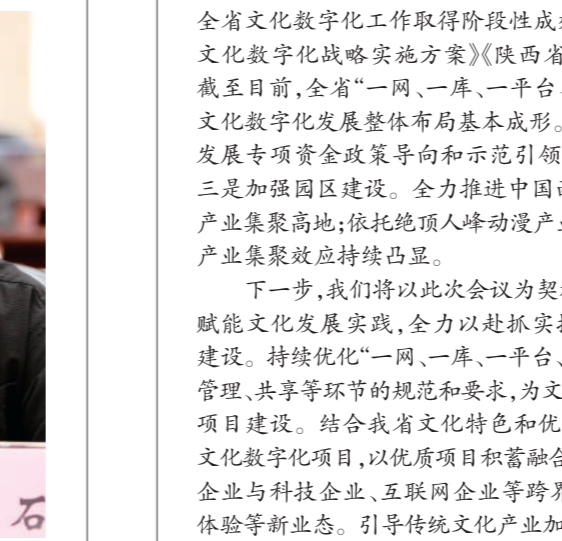 全省文化数字化工作取得阶段性成
文化数字化战略实施方案》《陕西省
截至目前,全省“一网、一库、一平台、
文化数字化发展整体布局基本成形。
发展专项资金政策导向和示范引领
三是加强园区建设。全力推进中国
产业集聚高地;依托绝顶人峰动漫产
产业集聚效应持续凸显。
下一步,我们将以此次会议为契
赋能文化发展实践,全力以赴抓实
建设。持续优化“一网、一库、一平台、
管理、共享等环节的规范和要求,为文
项目建设。结合我省文化特色和优
文化数字化项目,以优质项目积蓄融合
企业与科技企业、互联网企业等跨界
体验等新业态。引导传统文化产业加
石